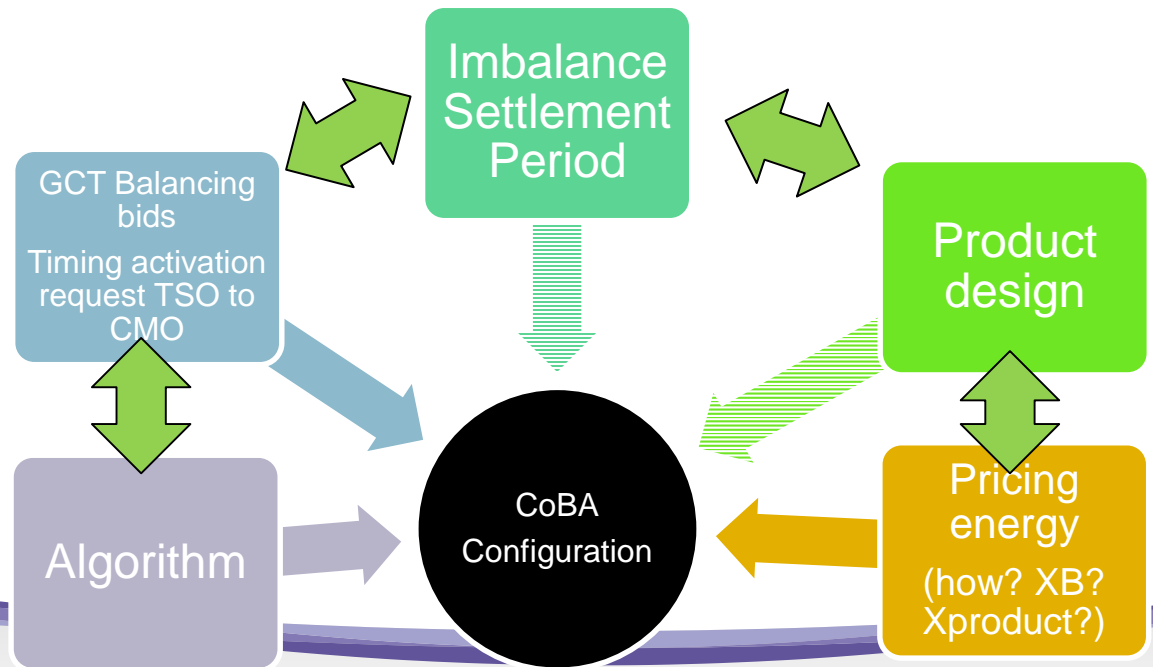 Imbalance
Settlement
Period
GCT Balancing
bids
Timing activation
request TSO to
CMO
Product
design
Algorithm
CoBA
Configuration
Pricing
energy
(how? XB?
Xproduct?)